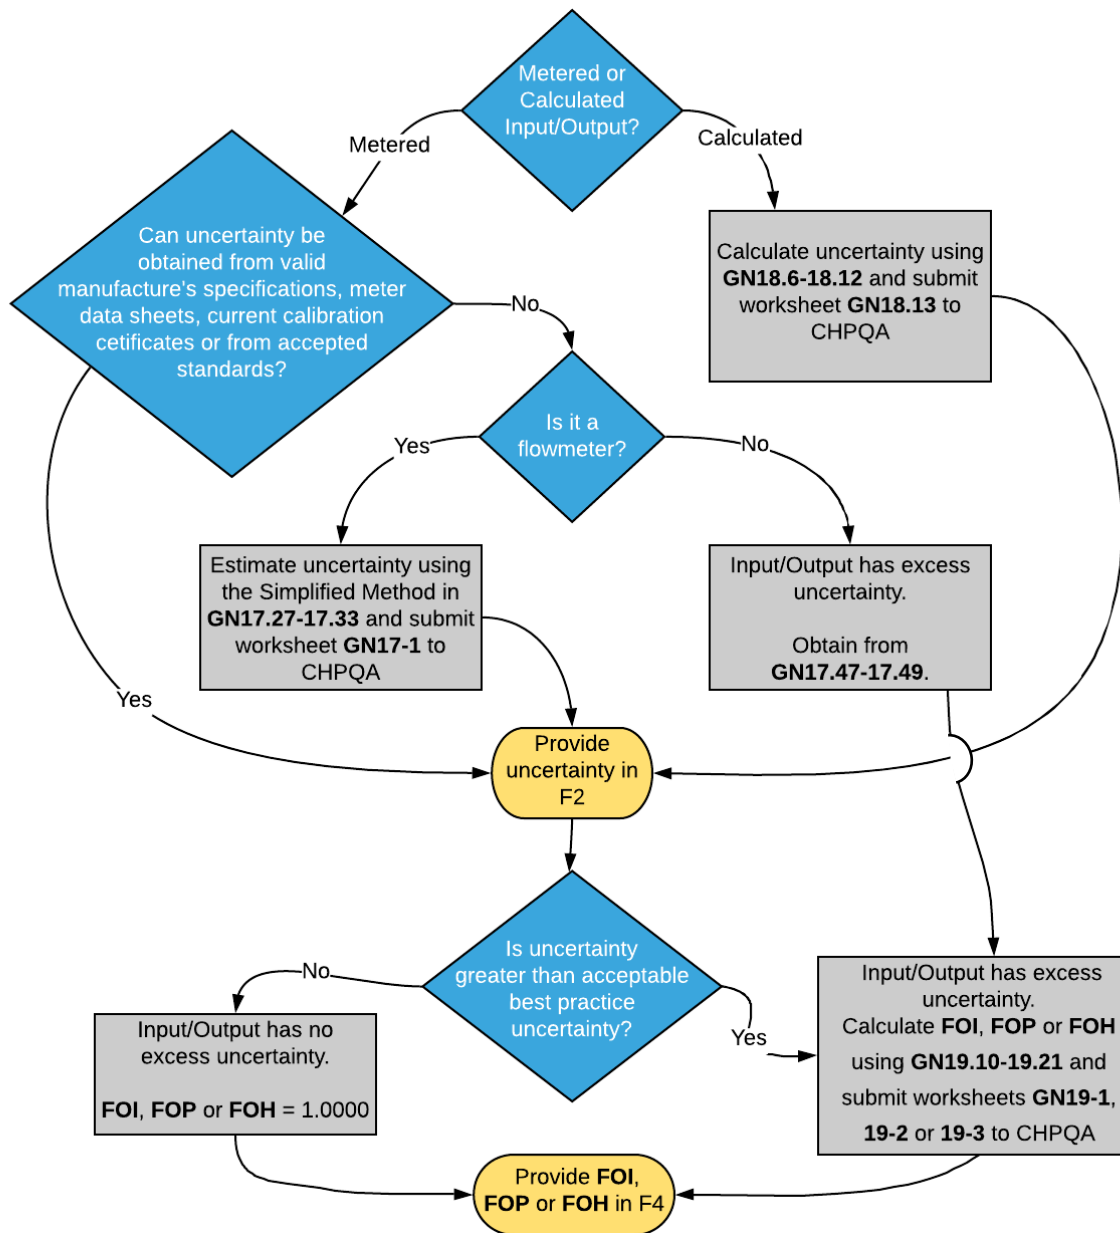 Metered or
Calculated
Input/Output?
Metered
Calculated
Can uncertainty be
obtained from valid
manufacture's specifications, meter
data sheets, current calibration
cetificates or from accepted
standards?
No
Calculate uncertainty using
GN18.6-18.12 and submit
worksheet GN18.13 to
CHPQA
Is it a
flowmeter?
Yes
No
Estimate uncertainty using
the Simplified Method in
GN17.27-17.33 and submit
worksheet GN17-1 to
CHPQA
Input/Output has excess
uncertainty.
Obtain from
GN17.47-17.49.
Yes
Provide
uncertainty in
F2
Is uncertainty
greater than acceptable
best practice
uncertainty?
No
Yes
Input/Output has no
excess uncertainty.
FOI, FOP or FOH = 1.0000
Input/Output has excess
uncertainty.
Calculate FOI, FOP or FOH
using GN19.10-19.21 and
submit worksheets GN19-1,
19-2 or 19-3 to CHPQA
Provide FOI,
FOP or FOH in F4